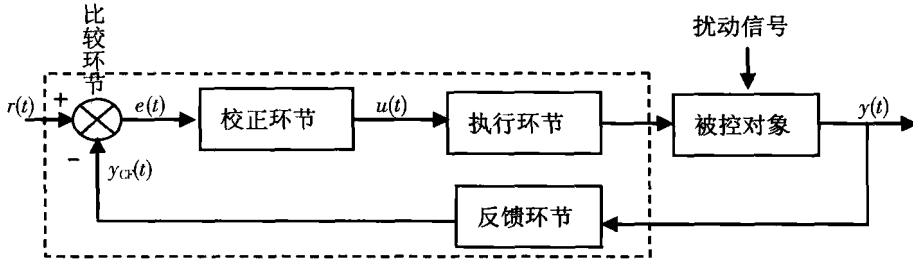 比较环节
扰动信号
r(t)
+
e(t)
校正环节
u(t)
执行环节
被控对象
y(t)
−
y_CF(t)
反馈环节